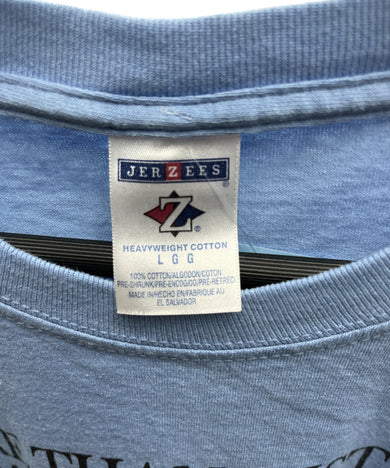 JERZEES
®
Z
®
HEAVYWEIGHT COTTON
L G G
100% COTTON/ALGODON/COTON
PRE-SHRUNK/PRE-ENCOGIDO/PRE-RETRECI
MADE IN/HECHO EN/FABRIQUE AU
EL SALVADOR